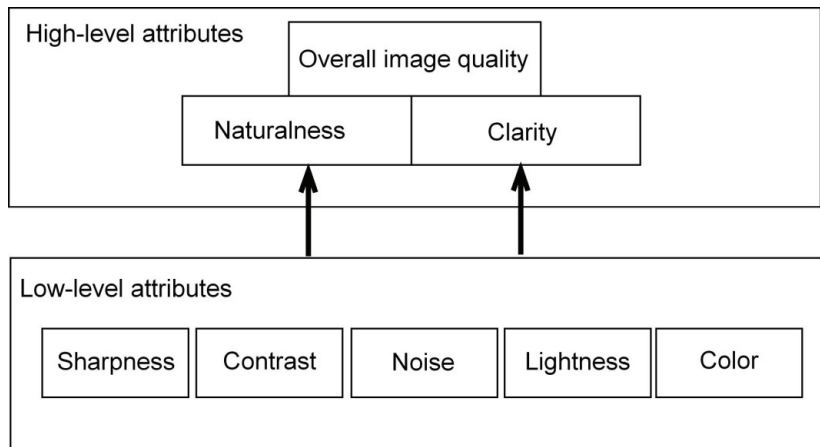 High-level attributes
Overall image quality
Naturalness
Clarity
Low-level attributes
Sharpness
Contrast
Noise
Lightness
Color